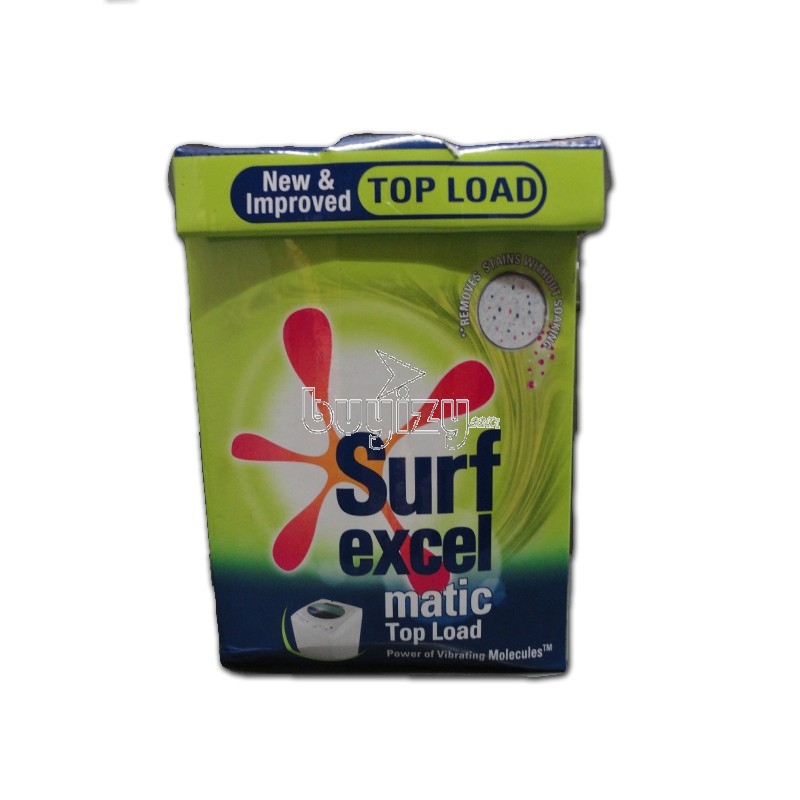 New &
Improved
TOP LOAD
**REMOVES STAINS WITHOUT SOAKING
buyizy.com
Surf
excel
matic
Top Load
Power of Vibrating Molecules™